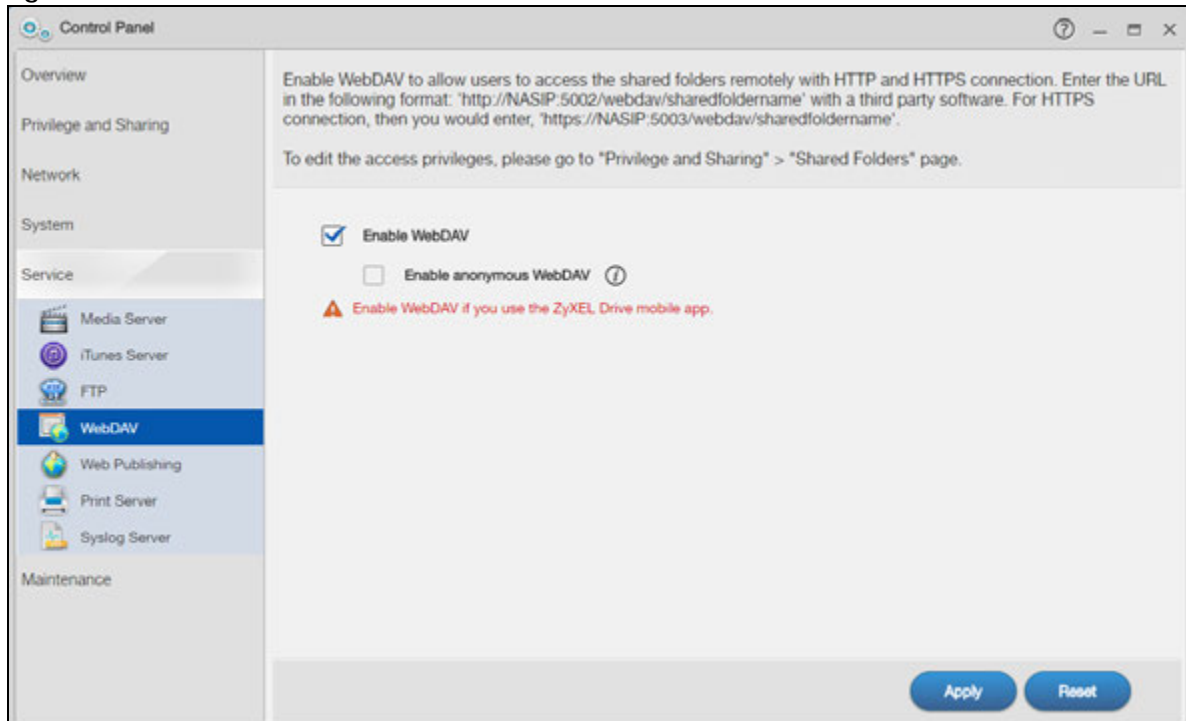 Control Panel
Overview
Privilege and Sharing
Network
System
Service
Media Server
iTunes Server
FTP
WebDAV
Web Publishing
Print Server
Syslog Server
Maintenance
Enable WebDAV to allow users to access the shared folders remotely with HTTP and HTTPS connection. Enter the URL
in the following format: 'http://NASIP:5002/webdav/sharedfoldername' with a third party software. For HTTPS
connection, then you would enter, 'https://NASIP:5003/webdav/sharedfoldername'.
To edit the access privileges, please go to "Privilege and Sharing" > "Shared Folders" page.
Enable WebDAV
Enable anonymous WebDAV
Enable WebDAV if you use the ZyXEL Drive mobile app.
Apply
Reset